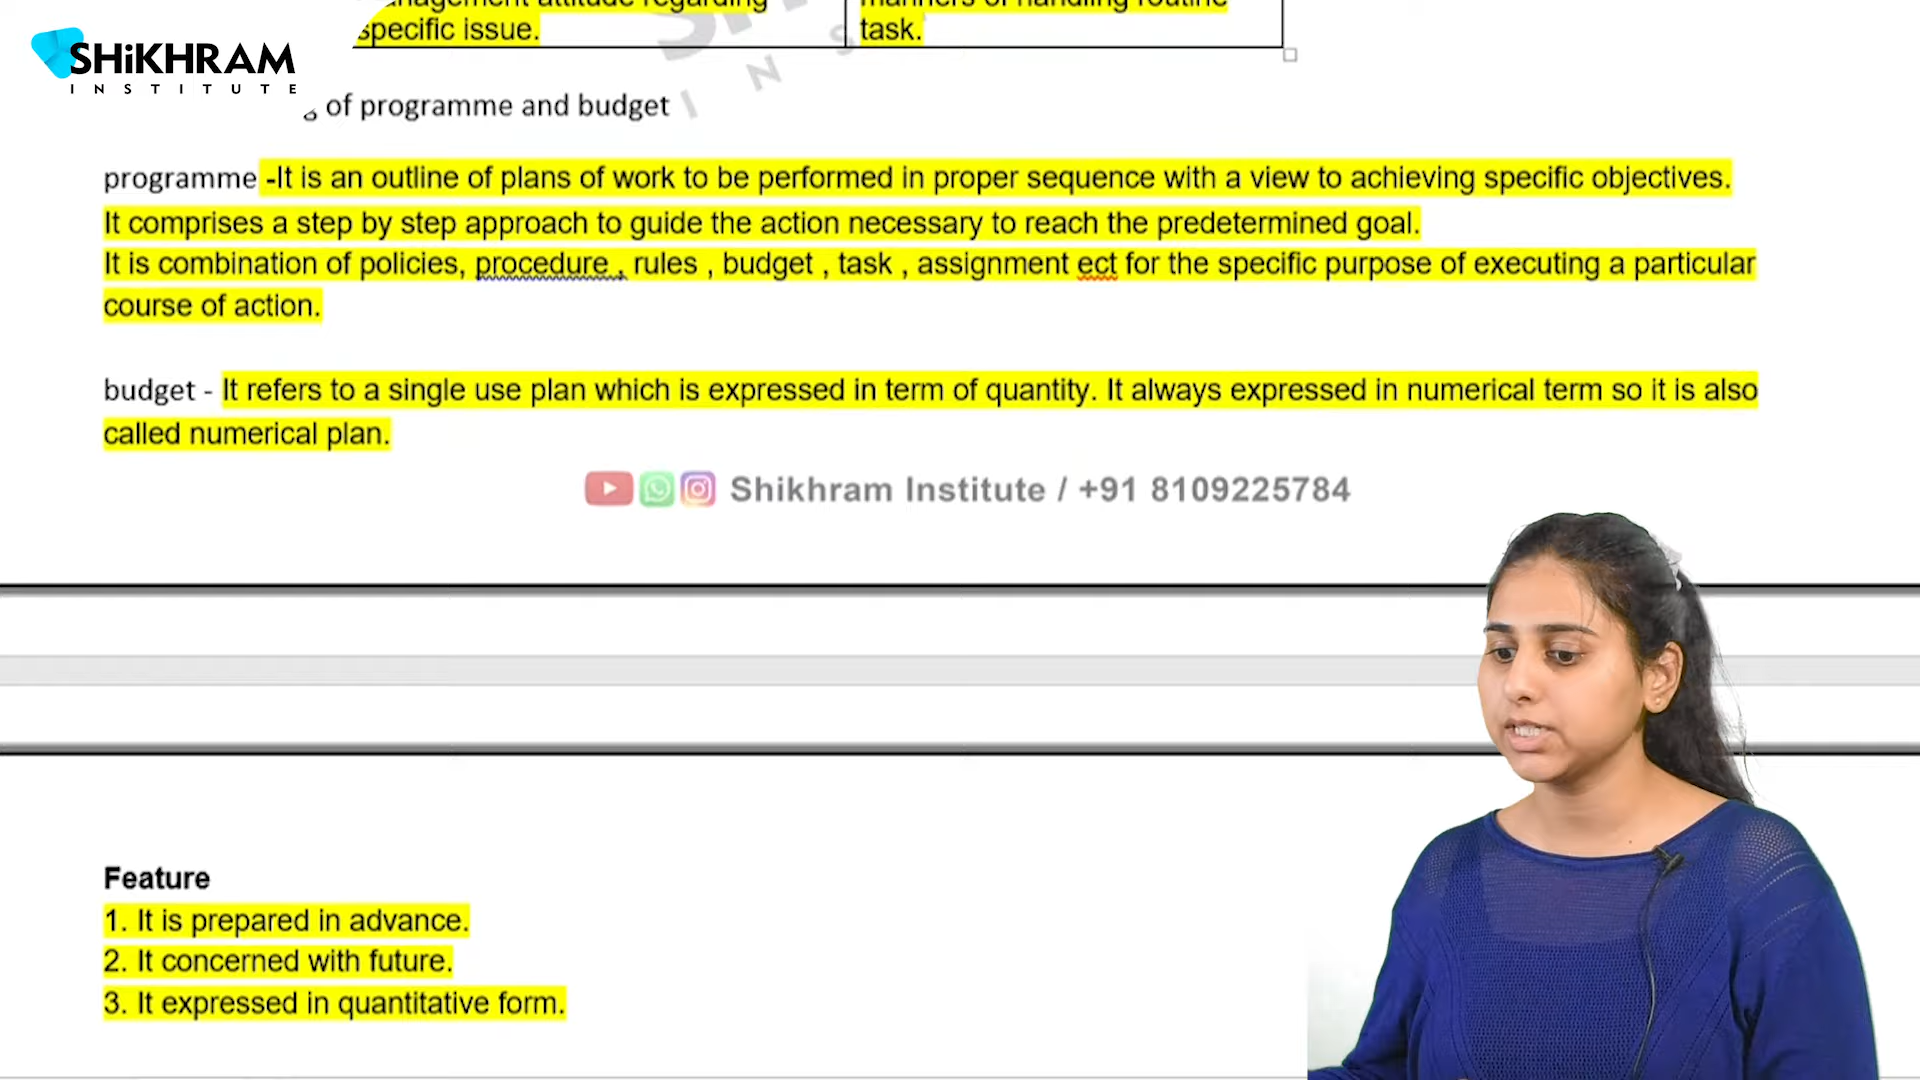 specific issue.
task.
SHiKHRAM
INSTITUTE
of programme and budget
programme -It is an outline of plans of work to be performed in proper sequence with a view to achieving specific objectives.
It comprises a step by step approach to guide the action necessary to reach the predetermined goal.
It is combination of policies, procedure , rules , budget , task , assignment ect for the specific purpose of executing a particular
course of action.
budget - It refers to a single use plan which is expressed in term of quantity. It always expressed in numerical term so it is also
called numerical plan.
Shikhram Institute / +91 8109225784
Feature
1. It is prepared in advance.
2. It concerned with future.
3. It expressed in quantitative form.